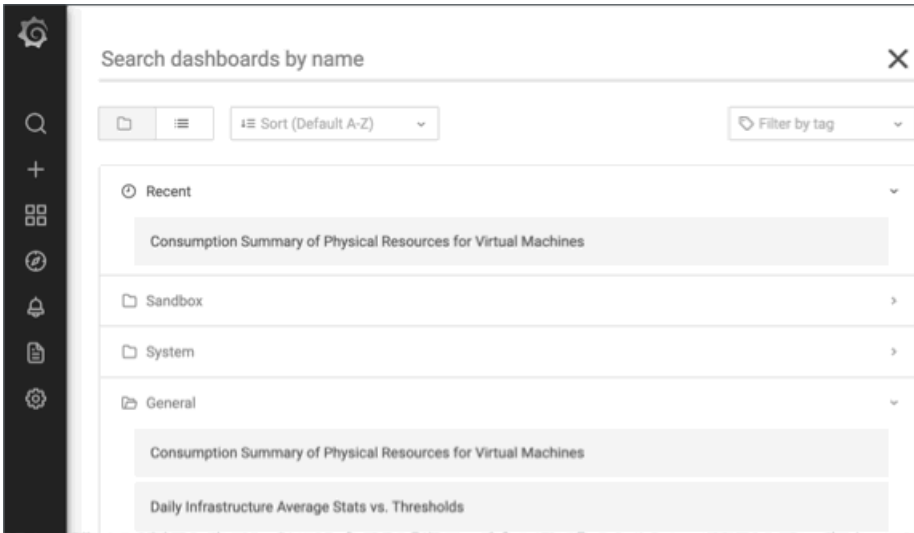 Search dashboards by name
Sort (Default A-Z)
Filter by tag
Recent
Consumption Summary of Physical Resources for Virtual Machines
Sandbox
System
General
Consumption Summary of Physical Resources for Virtual Machines
Daily Infrastructure Average Stats vs. Thresholds